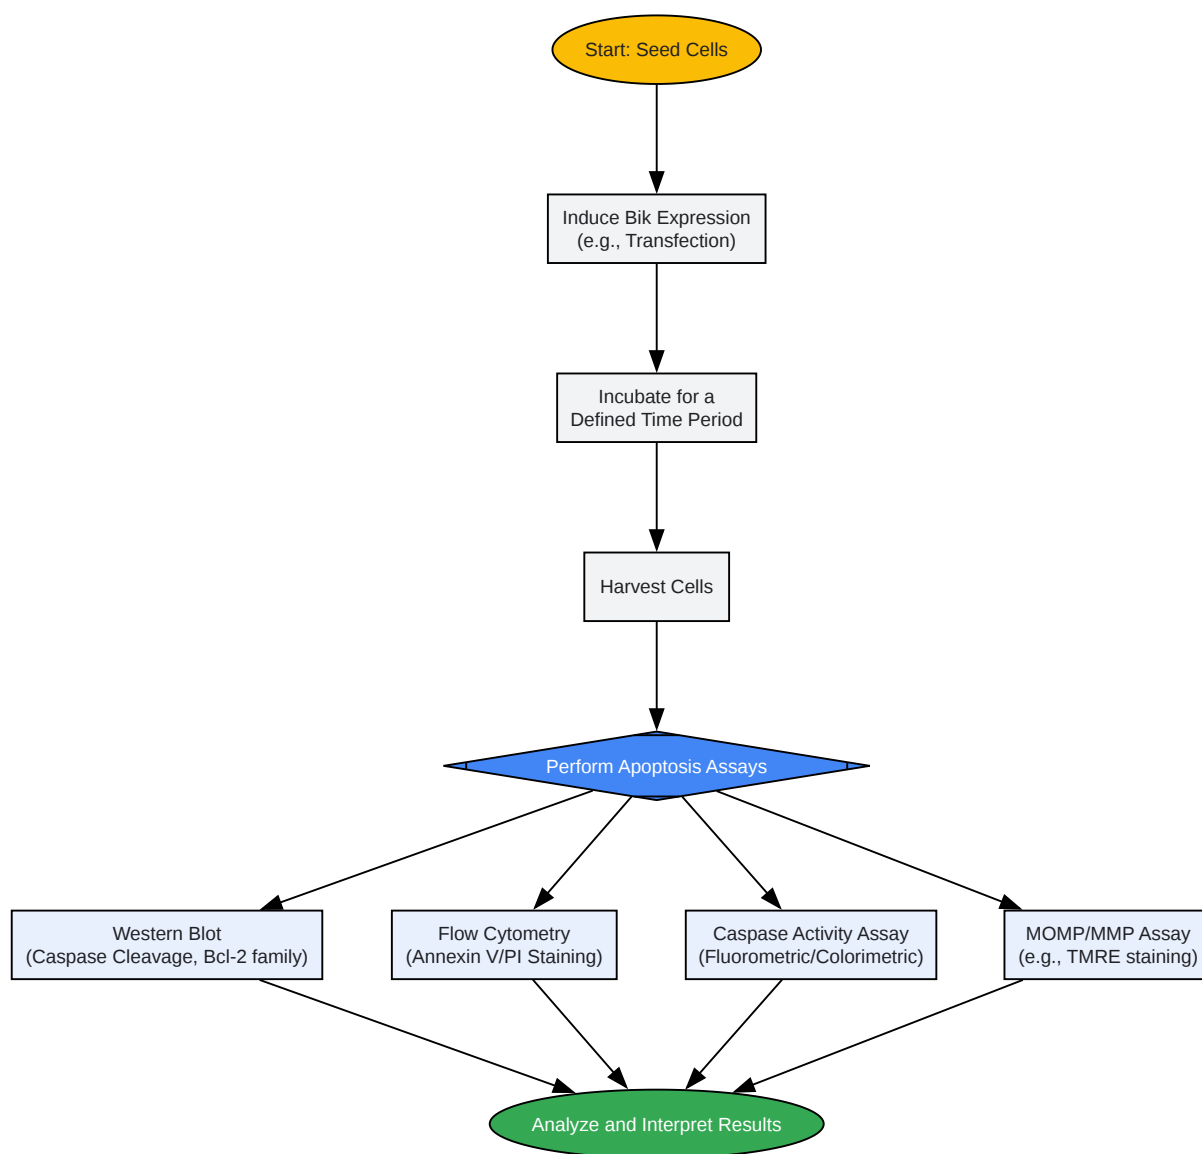 Start: Seed Cells
Induce Bik Expression
(e.g., Transfection)
Incubate for a
Defined Time Period
Harvest Cells
Perform Apoptosis Assays
Western Blot
(Caspase Cleavage, Bcl-2 family)
Flow Cytometry
(Annexin V/PI Staining)
Caspase Activity Assay
(Fluorometric/Colorimetric)
MOMP/MMP Assay
(e.g., TMRE staining)
Analyze and Interpret Results